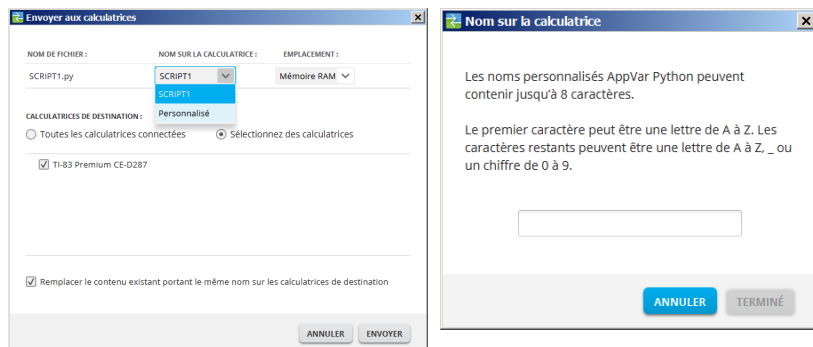 Envoyer aux calculatrices
NOM DE FICHIER :
NOM SUR LA CALCULATRICE :
EMPLACEMENT :
SCRIPT1.py
SCRIPT1
Mémoire RAM
SCRIPT1
Personnalisé
CALCULATRICES DE DESTINATION :
Toutes les calculatrices connectées
Sélectionnez des calculatrices
TI-83 Premium CE-D287
Remplacer le contenu existant portant le même nom sur les calculatrices de destination
ANNULER
ENVOYER
Nom sur la calculatrice
Les noms personnalisés AppVar Python peuvent
contenir jusqu'à 8 caractères.
Le premier caractère peut être une lettre de A à Z. Les
caractères restants peuvent être une lettre de A à Z, _ ou
un chiffre de 0 à 9.
ANNULER
TERMINÉ